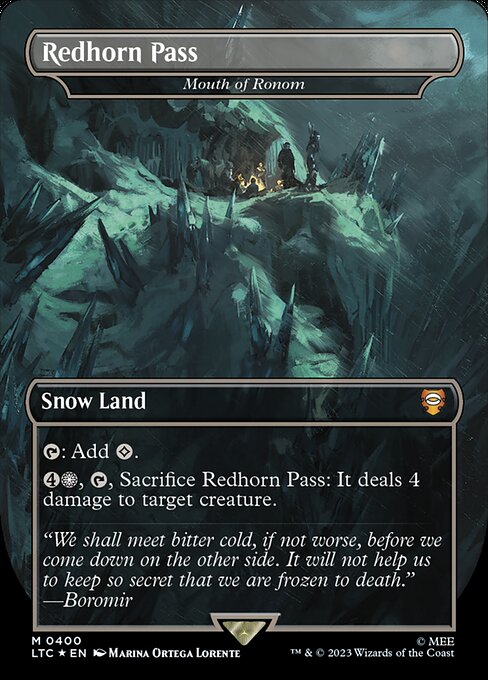 Redhorn Pass
Mouth of Ronom
Snow Land
: Add .
4, , Sacrifice Redhorn Pass: It deals 4
damage to target creature.
“We shall meet bitter cold, if not worse, before we
come down on the other side. It will not help us
to keep so secret that we are frozen to death.”
—Boromir
M 0400
LTC ★ EN Marina Ortega Lorente
© MEE
™ & © 2023 Wizards of the Coast